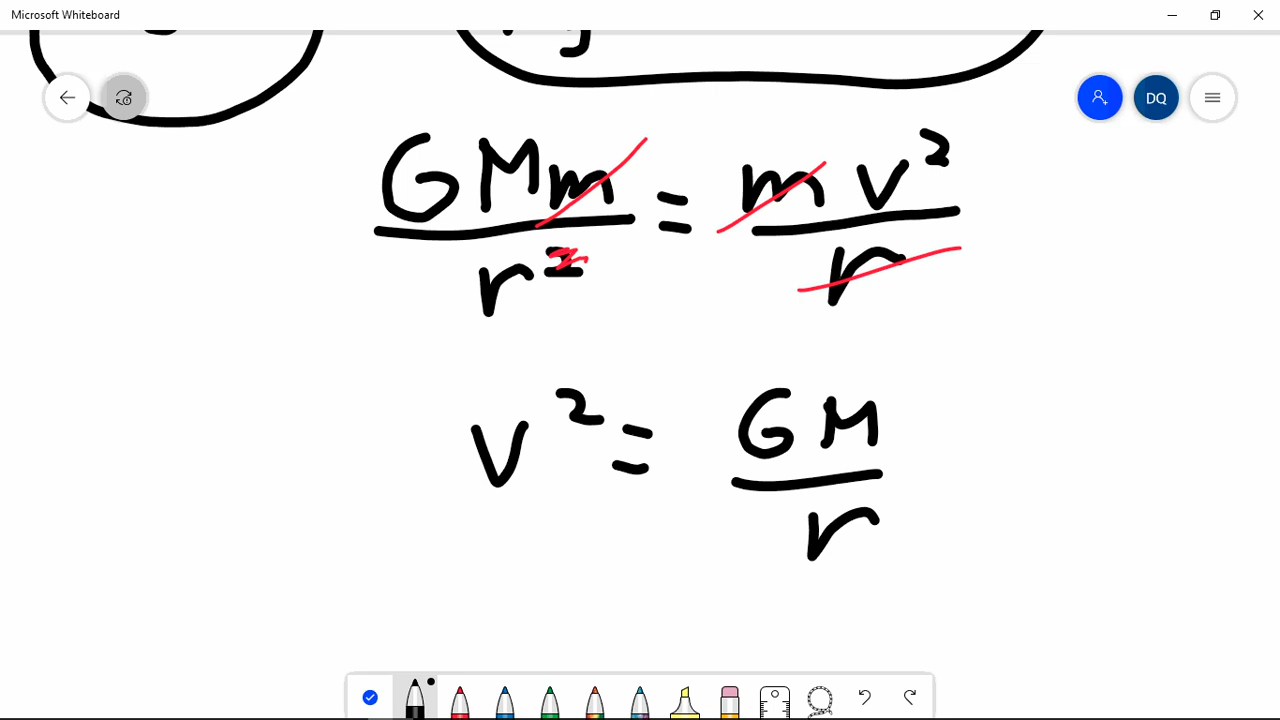 Microsoft Whiteboard
DQ
GMm/r² = mv²/r
v² = GM/r